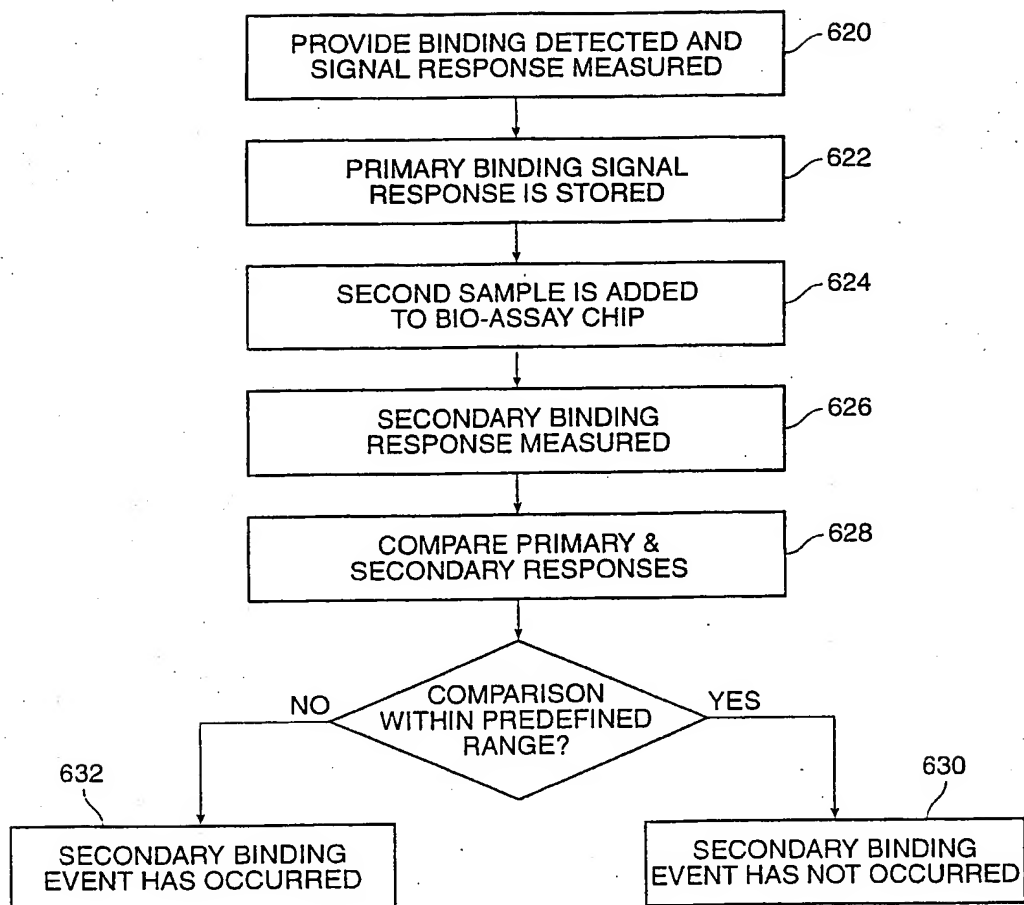 PROVIDE BINDING DETECTED AND
SIGNAL RESPONSE MEASURED
620
PRIMARY BINDING SIGNAL
RESPONSE IS STORED
622
SECOND SAMPLE IS ADDED
TO BIO-ASSAY CHIP
624
SECONDARY BINDING
RESPONSE MEASURED
626
COMPARE PRIMARY &
SECONDARY RESPONSES
628
NO
COMPARISON
WITHIN PREDEFINED
RANGE?
YES
632
SECONDARY BINDING
EVENT HAS OCCURRED
630
SECONDARY BINDING
EVENT HAS NOT OCCURRED